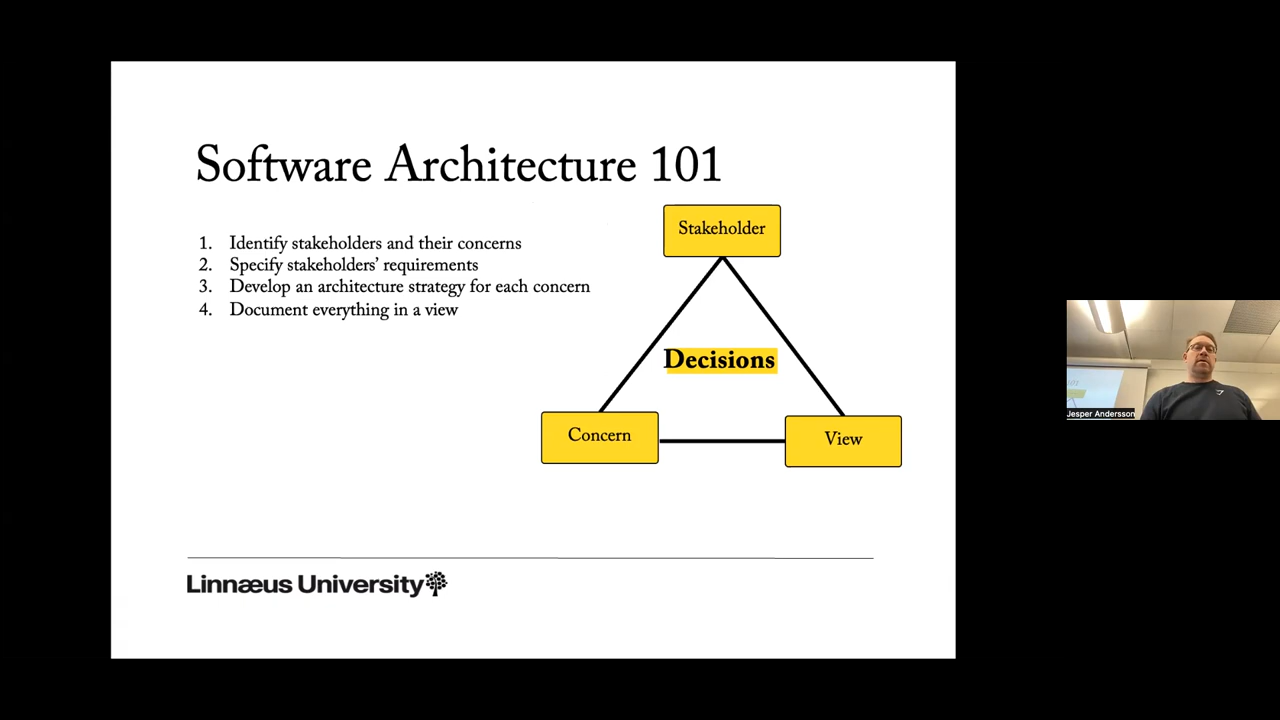 Software Architecture 101
1. Identify stakeholders and their concerns
2. Specify stakeholders’ requirements
3. Develop an architecture strategy for each concern
4. Document everything in a view
Stakeholder
Decisions
Concern
View
Linnæus University
Jesper Andersson